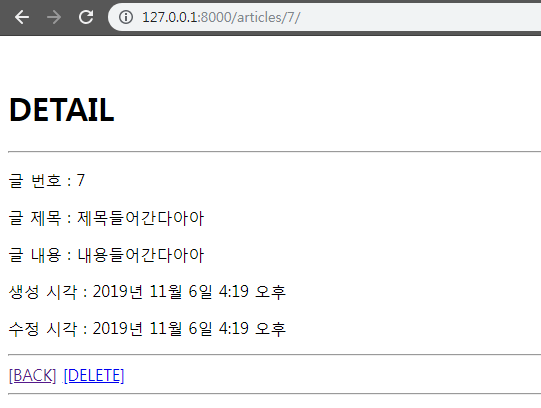 127.0.0.1:8000/articles/7/
DETAIL
글 번호 : 7
글 제목 : 제목들어간다아아
글 내용 : 내용들어간다아아
생성 시각 : 2019년 11월 6일 4:19 오후
수정 시각 : 2019년 11월 6일 4:19 오후
[BACK] [DELETE]